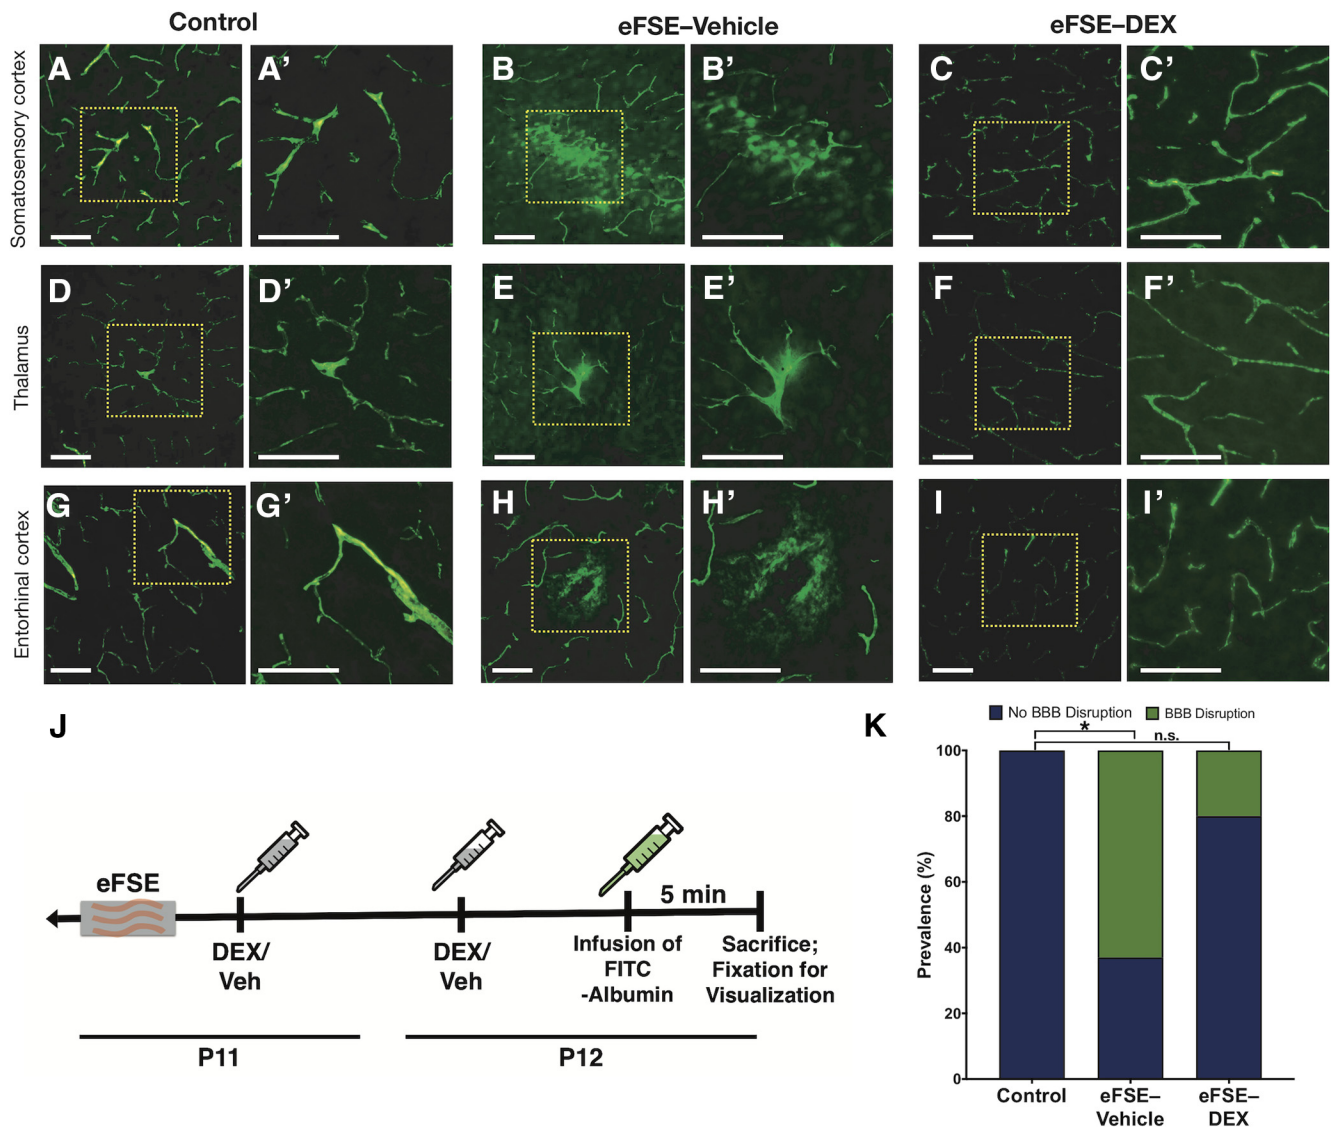 Control
eFSE–Vehicle
eFSE–DEX
Somatosensory cortex
A
A’
B
B’
C
C’
Thalamus
D
D’
E
E’
F
F’
Entorhinal cortex
G
G’
H
H’
I
I’
J
eFSE
5 min
DEX/
Veh
DEX/
Veh
Infusion of
FITC
-Albumin
Sacrifice;
Fixation for
Visualization
P11
P12
K
No BBB Disruption
BBB Disruption
*
n.s.
Prevalence (%)
100
80
60
40
20
0
Control
eFSE–
Vehicle
eFSE–
DEX